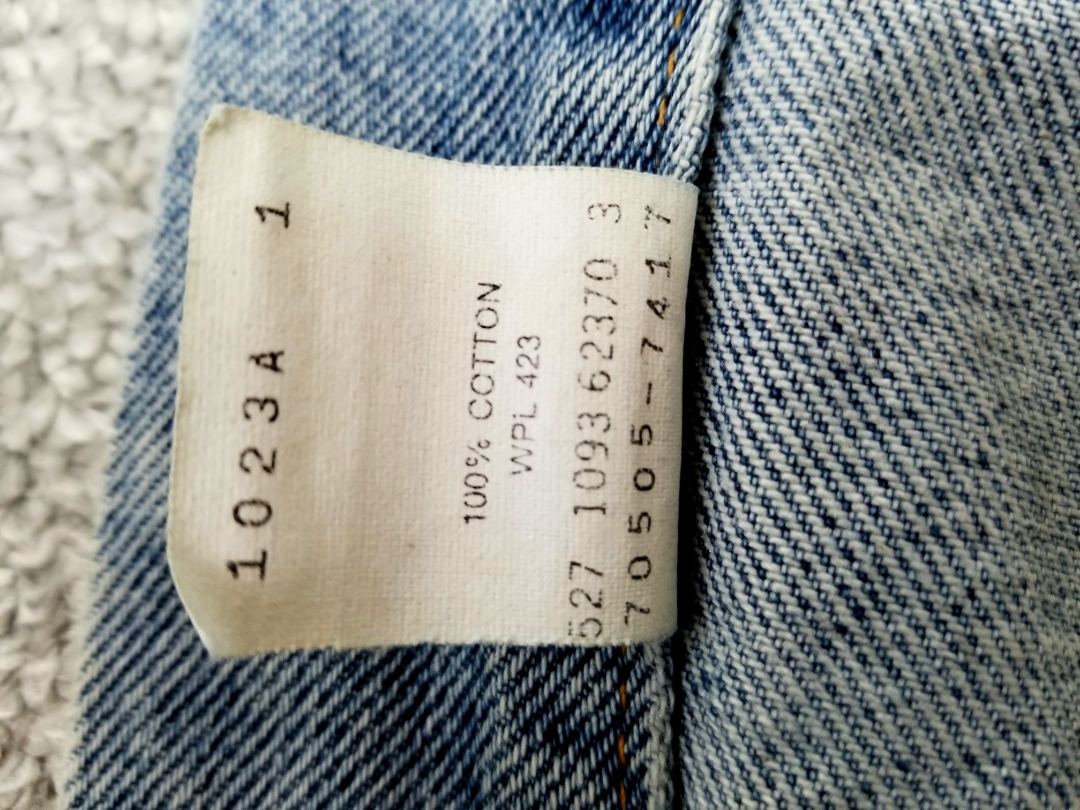 1023A 1
100% COTTON
WPL 423
527 1093 62370 3
70505-7417